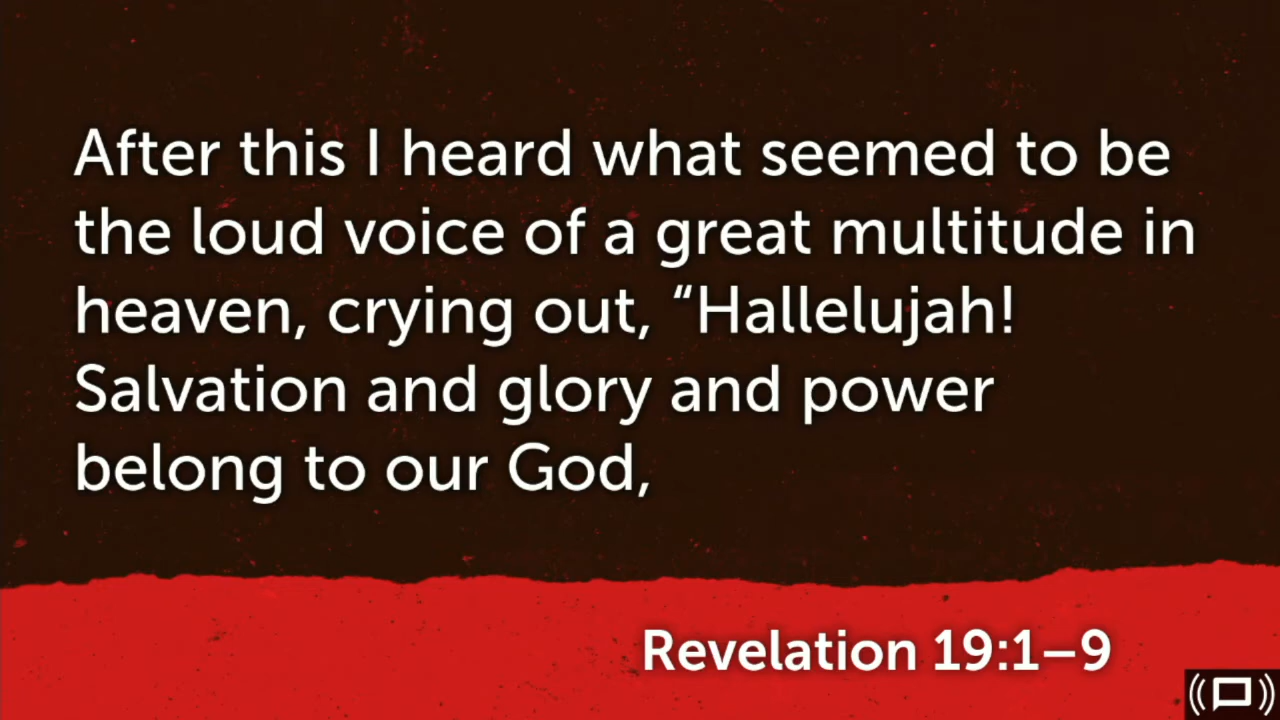 After this I heard what seemed to be
the loud voice of a great multitude in
heaven, crying out, “Hallelujah!
Salvation and glory and power
belong to our God,
Revelation 19:1–9